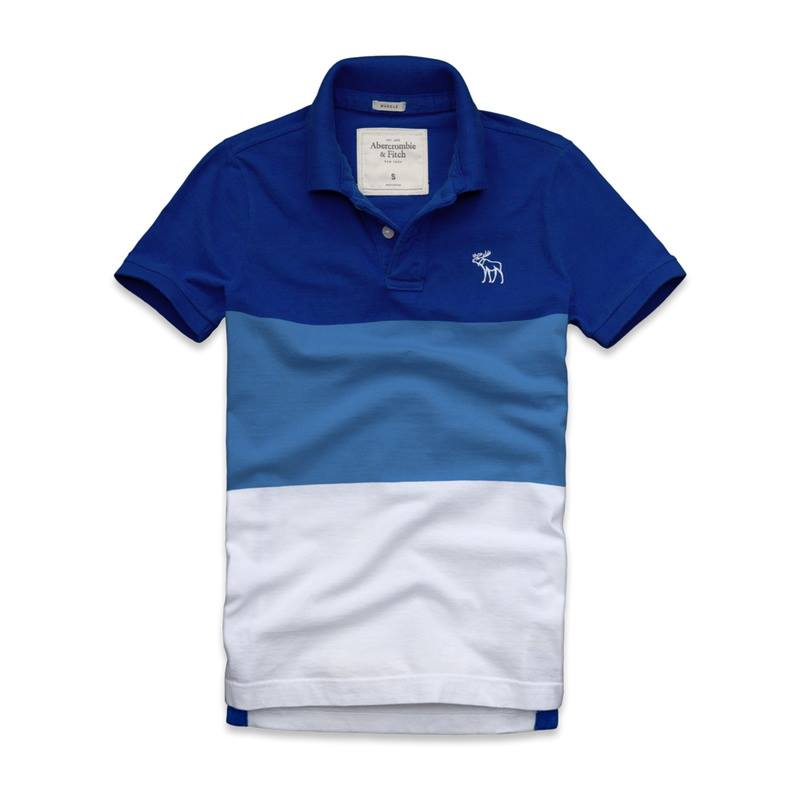 MUSCLE
Abercrombie
& Fitch
NEW YORK
S